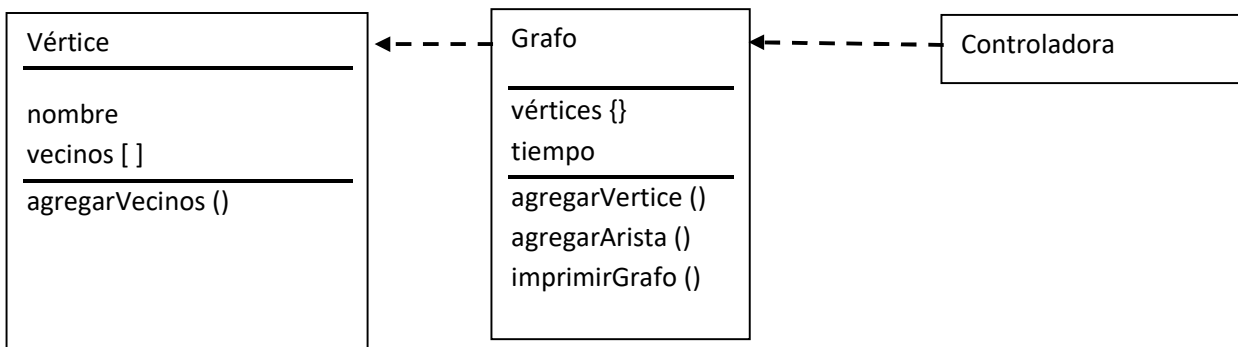 Vértice
nombre
vecinos [ ]
agregarVecinos ()
Grafo
vértices {}
tiempo
agregarVertice ()
agregarArista ()
imprimirGrafo ()
Controladora